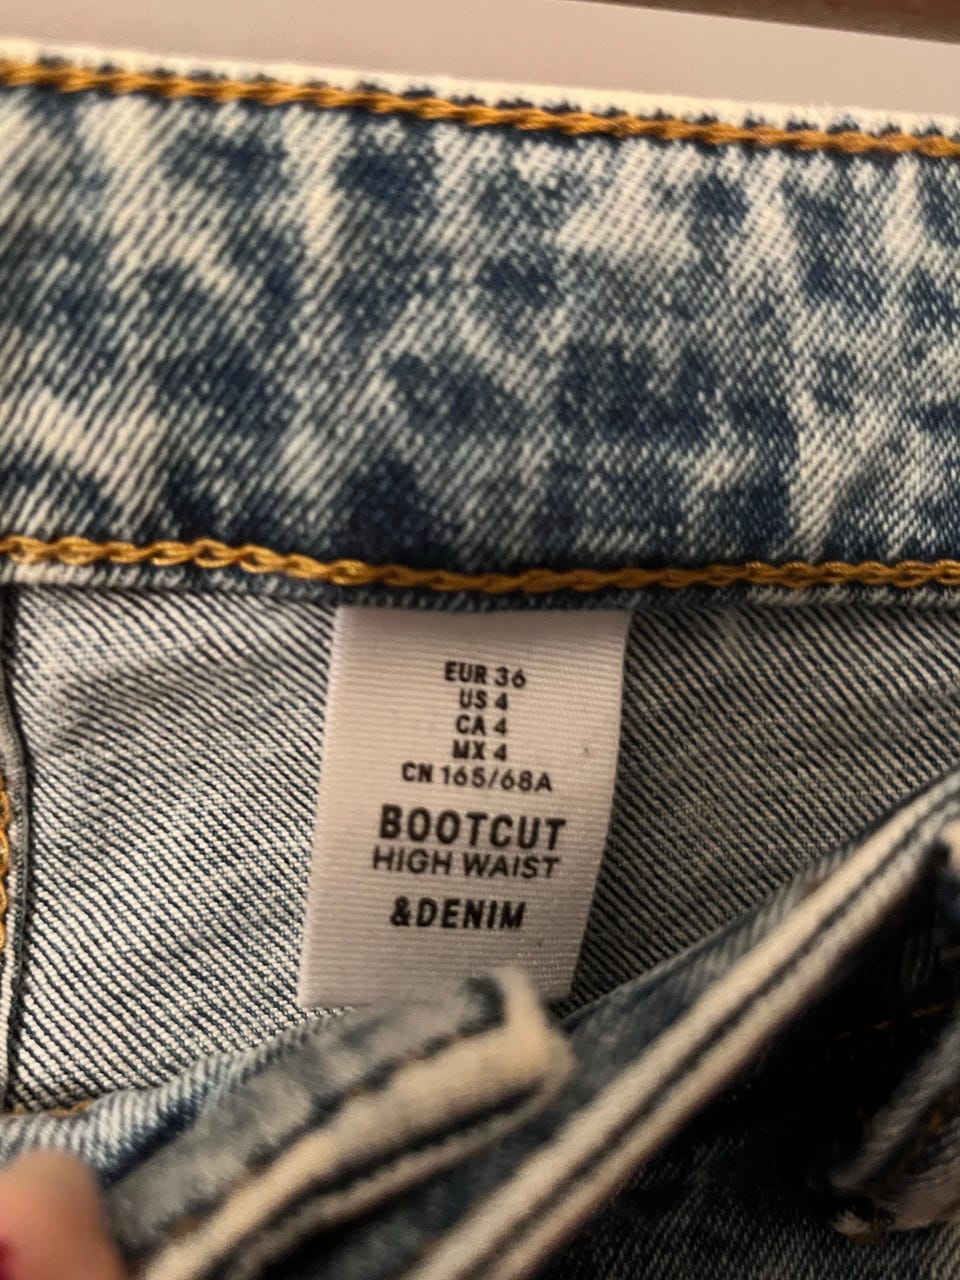 EUR 36
US 4
CA 4
MX 4
CN 165/68A
BOOTCUT
HIGH WAIST
&DENIM